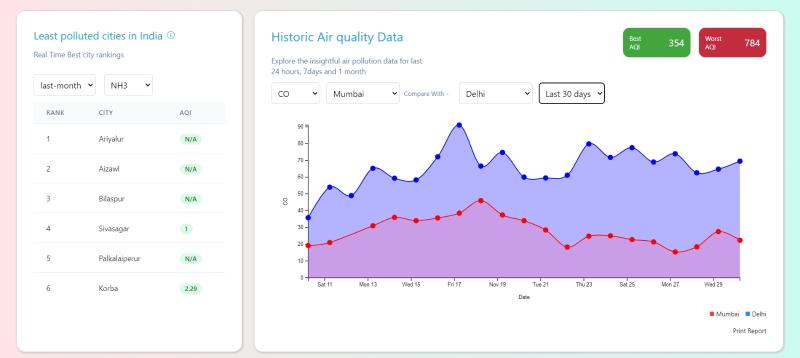 Least polluted cities in India
Real Time Best city rankings
last-month NH3
RANK CITY AQI
1 Ariyalur N/A
2 Aizawl N/A
3 Bilaspur N/A
4 Sivasagar 1
5 Palkalaiperur N/A
6 Korba 2.29
Historic Air quality Data
Best AQI 354
Worst AQI 784
Explore the insightful air pollution data for last
24 hours, 7days and 1 month
CO Mumbai Compare With - Delhi Last 30 days
90
80
70
60
50
40
30
20
10
0
CO
Sat 11 Mon 13 Wed 15 Fri 17 Nov 19 Tue 21 Thu 23 Sat 25 Mon 27 Wed 29
Date
Mumbai Delhi
Print Report